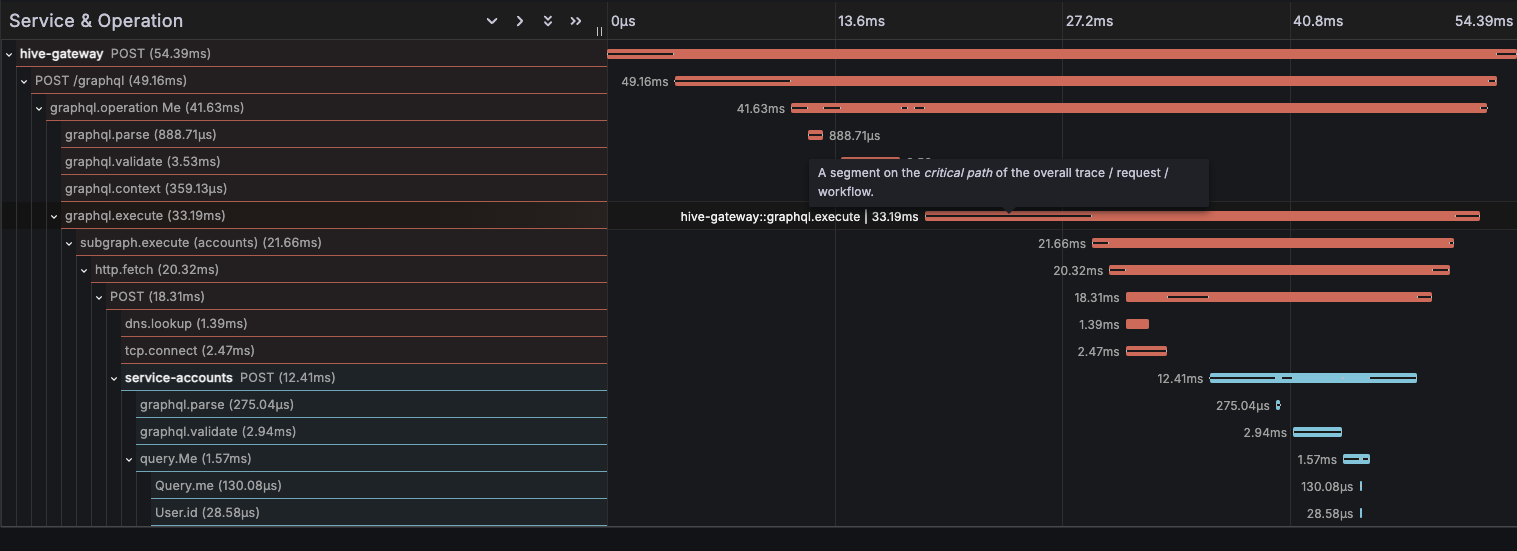 Service & Operation
0μs 13.6ms 27.2ms 40.8ms 54.39ms
hive-gateway POST (54.39ms)
POST /graphql (49.16ms) 49.16ms
graphql.operation Me (41.63ms) 41.63ms
graphql.parse (888.71μs) 888.71μs
graphql.validate (3.53ms)
A segment on the critical path of the overall trace / request /
workflow.
graphql.context (359.13μs)
graphql.execute (33.19ms) hive-gateway::graphql.execute | 33.19ms
subgraph.execute (accounts) (21.66ms) 21.66ms
http.fetch (20.32ms) 20.32ms
POST (18.31ms) 18.31ms
dns.lookup (1.39ms) 1.39ms
tcp.connect (2.47ms) 2.47ms
service-accounts POST (12.41ms) 12.41ms
graphql.parse (275.04μs) 275.04μs
graphql.validate (2.94ms) 2.94ms
query.Me (1.57ms) 1.57ms
Query.me (130.08μs) 130.08μs
User.id (28.58μs) 28.58μs